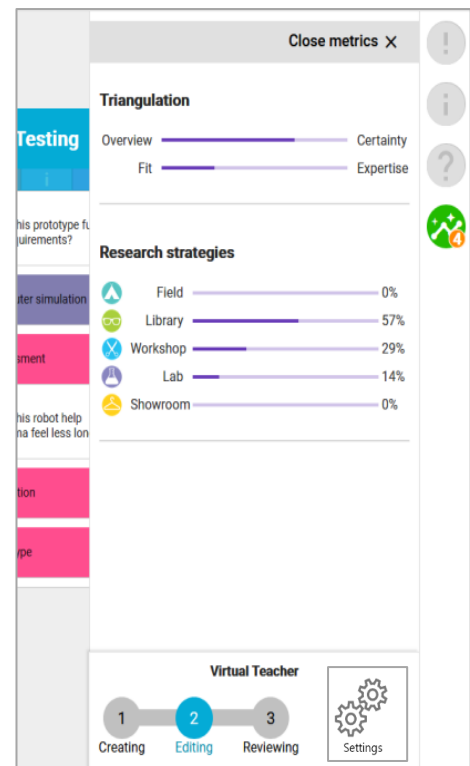 Close metrics ×
!
Triangulation
i
Testing
Overview Certainty
Fit Expertise
?
his prototype fu
uirements?
4
Research strategies
Field 0%
uter simulation
Library 57%
Workshop 29%
sment
Lab 14%
Showroom 0%
his robot help
ma feel less lon
tion
ype
Virtual Teacher
1 2 3
Creating Editing Reviewing
Settings